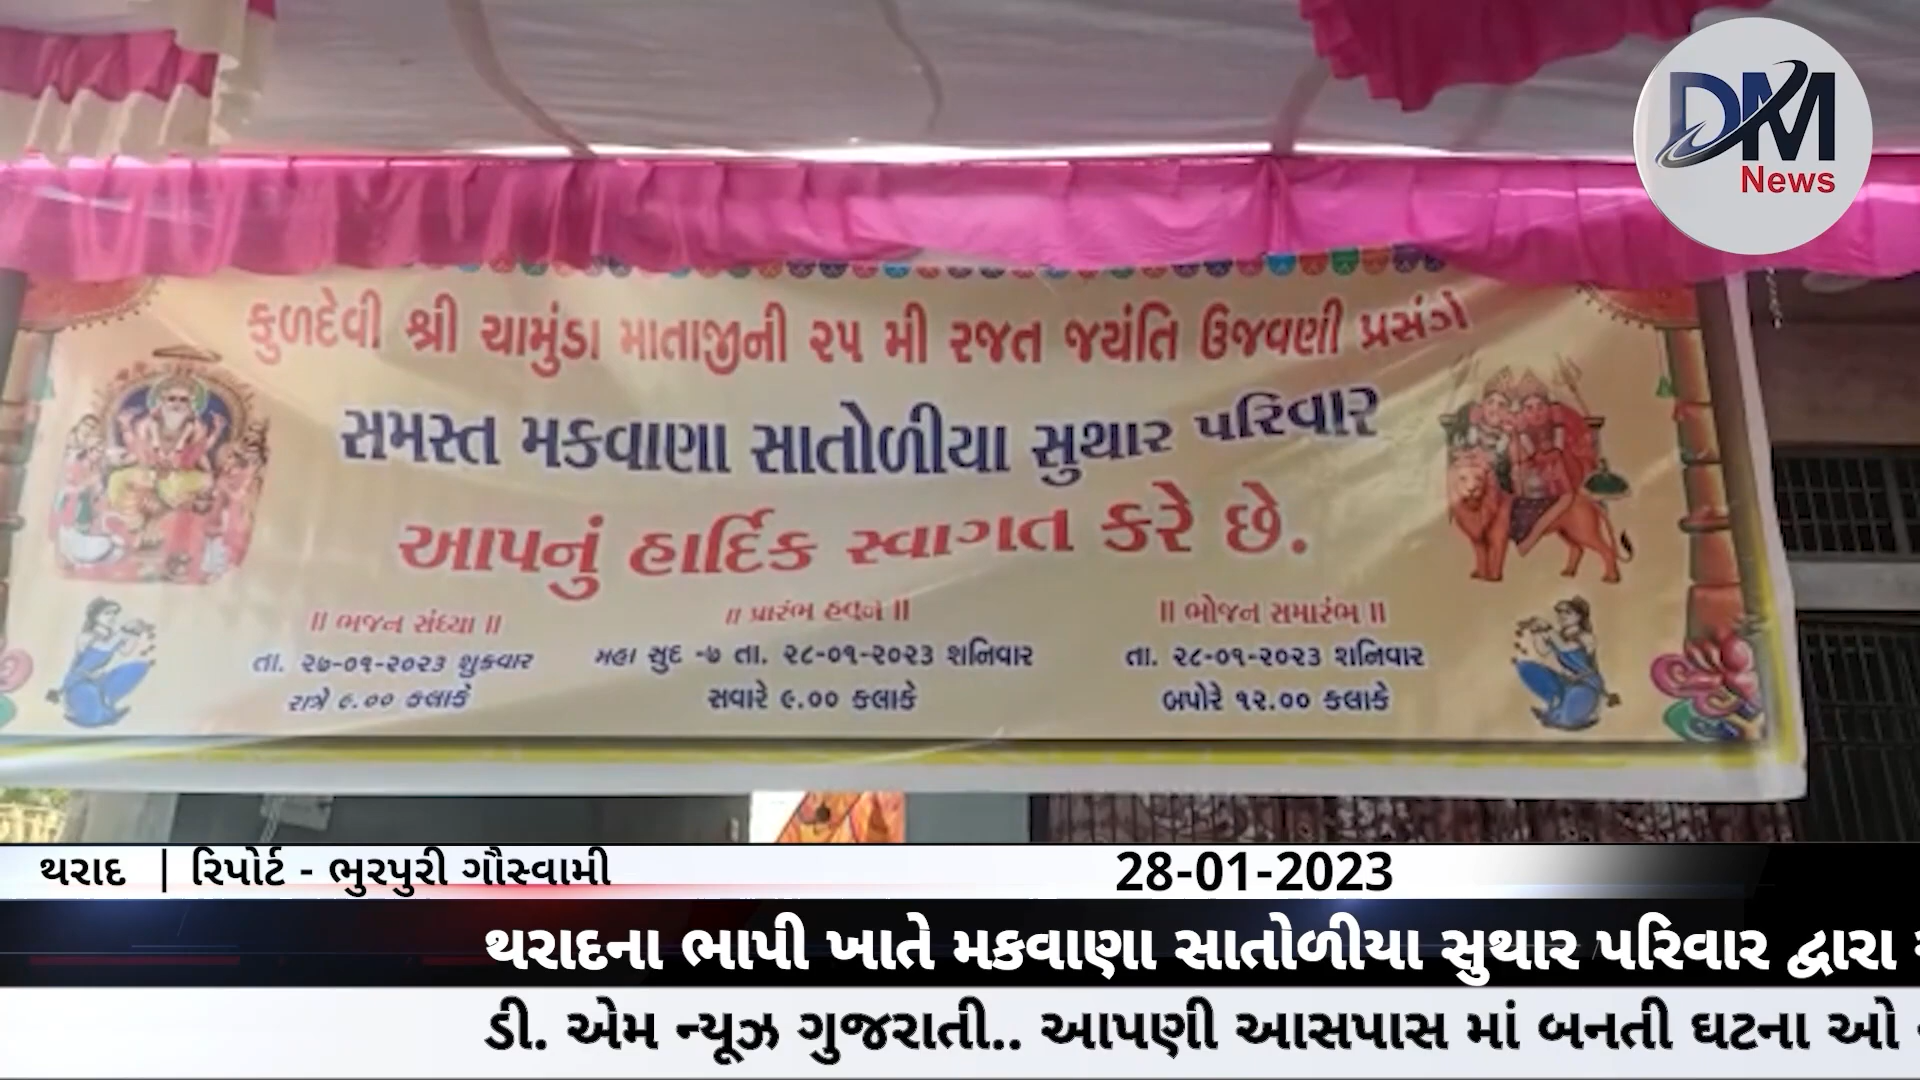 DM
News
કુળદેવી શ્રી ચામુંડા માતાજીની ૨૫ મી રજત જયંતિ ઉજવણી પ્રસંગે
સમસ્ત મકવાણા સાતોળીયા સુથાર પરિવાર
આપનું હાર્દિક સ્વાગત કરે છે.
॥ ભજન સંધ્યા ॥
તા. ૨૭-૦૧-૨૦૨૩ શુક્રવાર
રાત્રે ૯.૦૦ કલાકે
॥ પ્રારંભ હવન ॥
મહા સુદ -૭ તા. ૨૮-૦૧-૨૦૨૩ શનિવાર
સવારે ૯.૦૦ કલાકે
॥ ભોજન સમારંભ ॥
તા. ૨૮-૦૧-૨૦૨૩ શનિવાર
બપોરે ૧૨.૦૦ કલાકે
થરાદ | રિપોર્ટ - ભુરપુરી ગૌસ્વામી 28-01-2023
થરાદના ભાપી ખાતે મકવાણા સાતોળીયા સુથાર પરિવાર દ્વારા
ડી. એમ ન્યૂઝ ગુજરાતી.. આપણી આસપાસ માં બનતી ઘટના ઓ